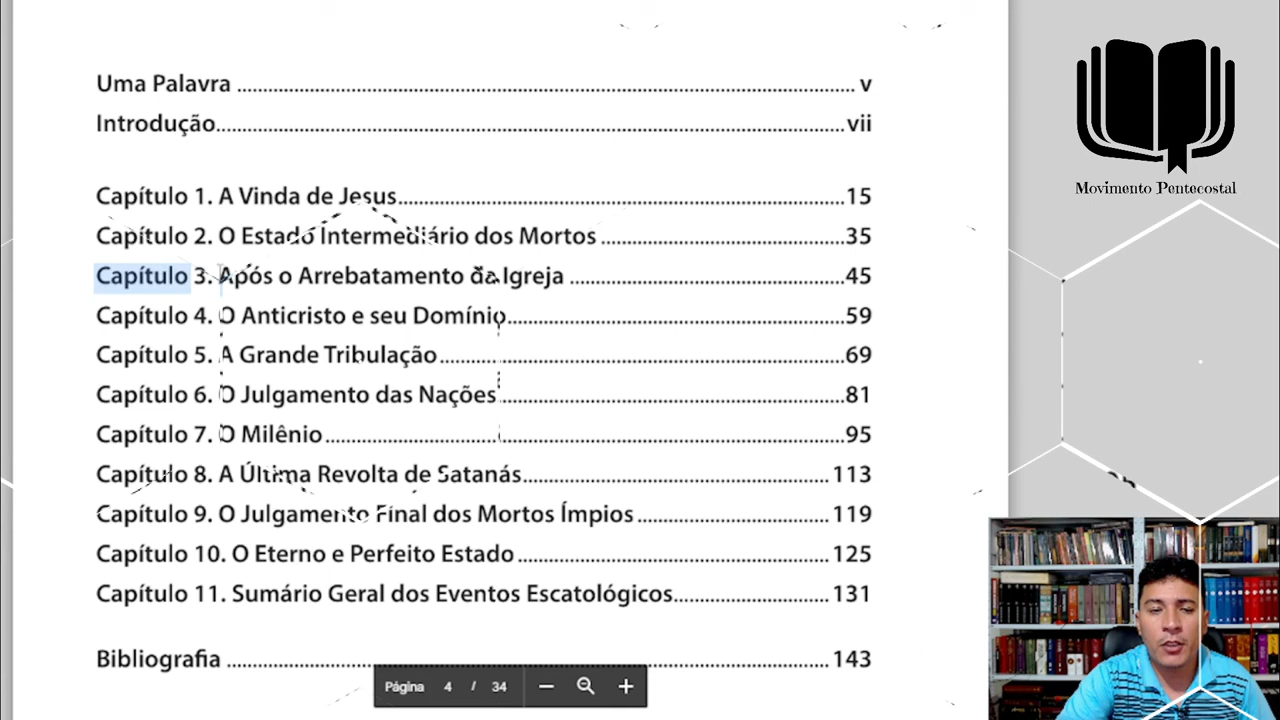 Uma Palavra ........ v
Introdução........ vii
Capítulo 1. A Vinda de Jesus........ 15
Capítulo 2. O Estado Intermediário dos Mortos ........ 35
Capítulo 3. Após o Arrebatamento da Igreja ........ 45
Capítulo 4. O Anticristo e seu Domínio........ 59
Capítulo 5. A Grande Tribulação........ 69
Capítulo 6. O Julgamento das Nações........ 81
Capítulo 7. O Milênio........ 95
Capítulo 8. A Última Revolta de Satanás........ 113
Capítulo 9. O Julgamento Final dos Mortos Ímpios........ 119
Capítulo 10. O Eterno e Perfeito Estado ........ 125
Capítulo 11. Sumário Geral dos Eventos Escatológicos........ 131
Bibliografia ........ 143
Página 4 / 34
Movimento Pentecostal